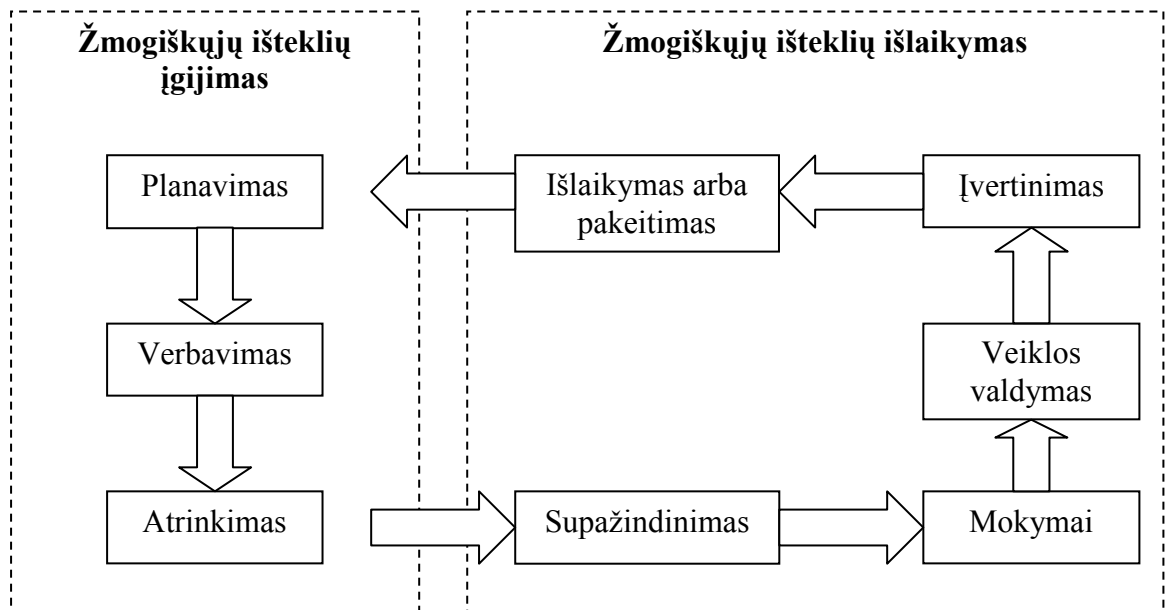 Žmogiškųjų išteklių
įgijimas
Žmogiškųjų išteklių išlaikymas
Planavimas
Išlaikymas arba
pakeitimas
Įvertinimas
Verbavimas
Veiklos
valdymas
Atrinkimas
Supažindinimas
Mokymai